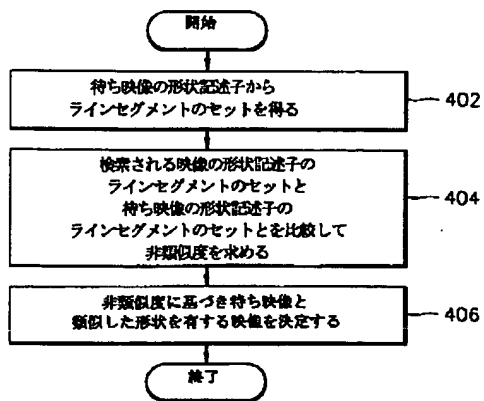 開始
待ち映像の形状記述子から
ラインセグメントのセットを得る
402
検索される映像の形状記述子の
ラインセグメントのセットと
待ち映像の形状記述子の
ラインセグメントのセットとを比較して
非類似度を求める
404
非類似度に基づき待ち映像と
類似した形状を有する映像を決定する
406
終了